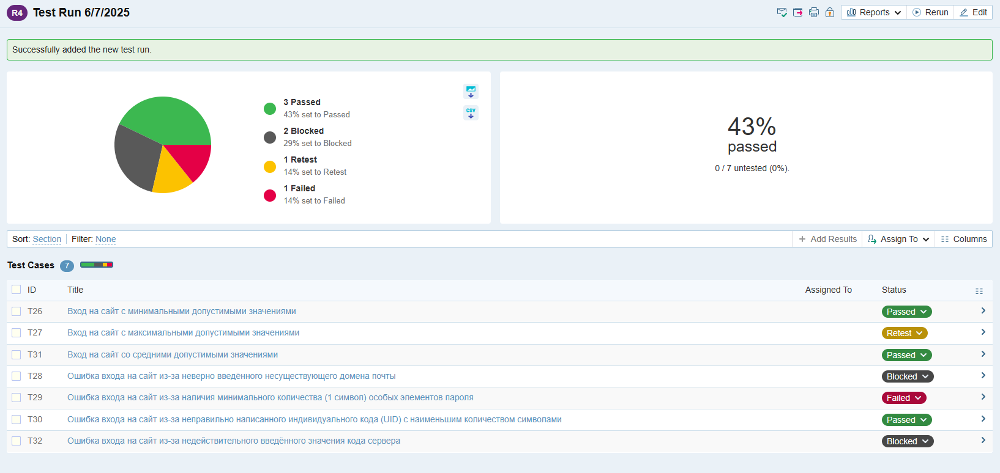 R4 Test Run 6/7/2025
Reports Rerun Edit
Successfully added the new test run.
3 Passed
43% set to Passed
2 Blocked
29% set to Blocked
1 Retest
14% set to Retest
1 Failed
14% set to Failed
CSV
43%
passed
0 / 7 untested (0%).
Sort: Section Filter: None + Add Results Assign To Columns
Test Cases 7
ID Title Assigned To Status
T26 Вход на сайт с минимальными допустимыми значениями Passed
T27 Вход на сайт с максимальными допустимыми значениями Retest
T31 Вход на сайт со средними допустимыми значениями Passed
T28 Ошибка входа на сайт из-за неверно введённого несуществующего домена почты Blocked
T29 Ошибка входа на сайт из-за наличия минимального количества (1 символ) особых элементов пароля Failed
T30 Ошибка входа на сайт из-за неправильно написанного индивидуального кода (UID) с наименьшим количеством символами Passed
T32 Ошибка входа на сайт из-за недействительного введённого значения кода сервера Blocked